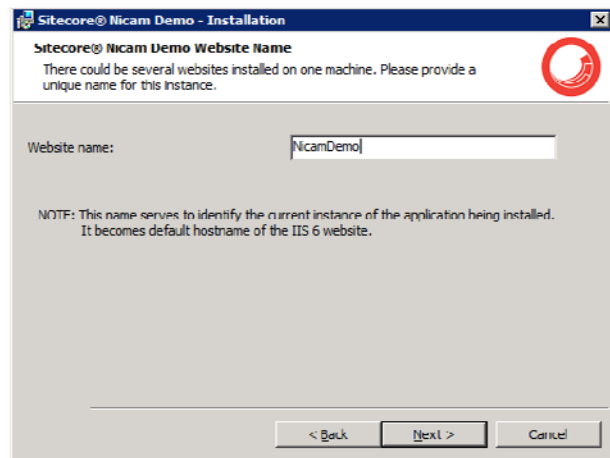 Sitecore® Nicam Demo - Installation
Sitecore® Nicam Demo Website Name
There could be several websites installed on one machine. Please provide a
unique name for this instance.
Website name: NicamDemo
NOTE: This name serves to identify the current instance of the application being installed.
It becomes default hostname of the IIS 6 website.
< Back Next > Cancel